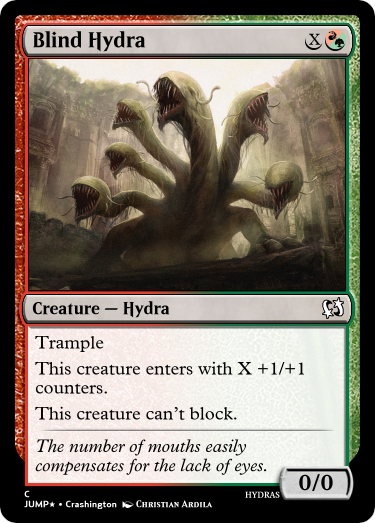 Blind Hydra X
Creature — Hydra
Trample
This creature enters with X +1/+1
counters.
This creature can't block.
The number of mouths easily
compensates for the lack of eyes.
0/0
C HYDRAS
JUMP★ • Crashington Christian Ardila